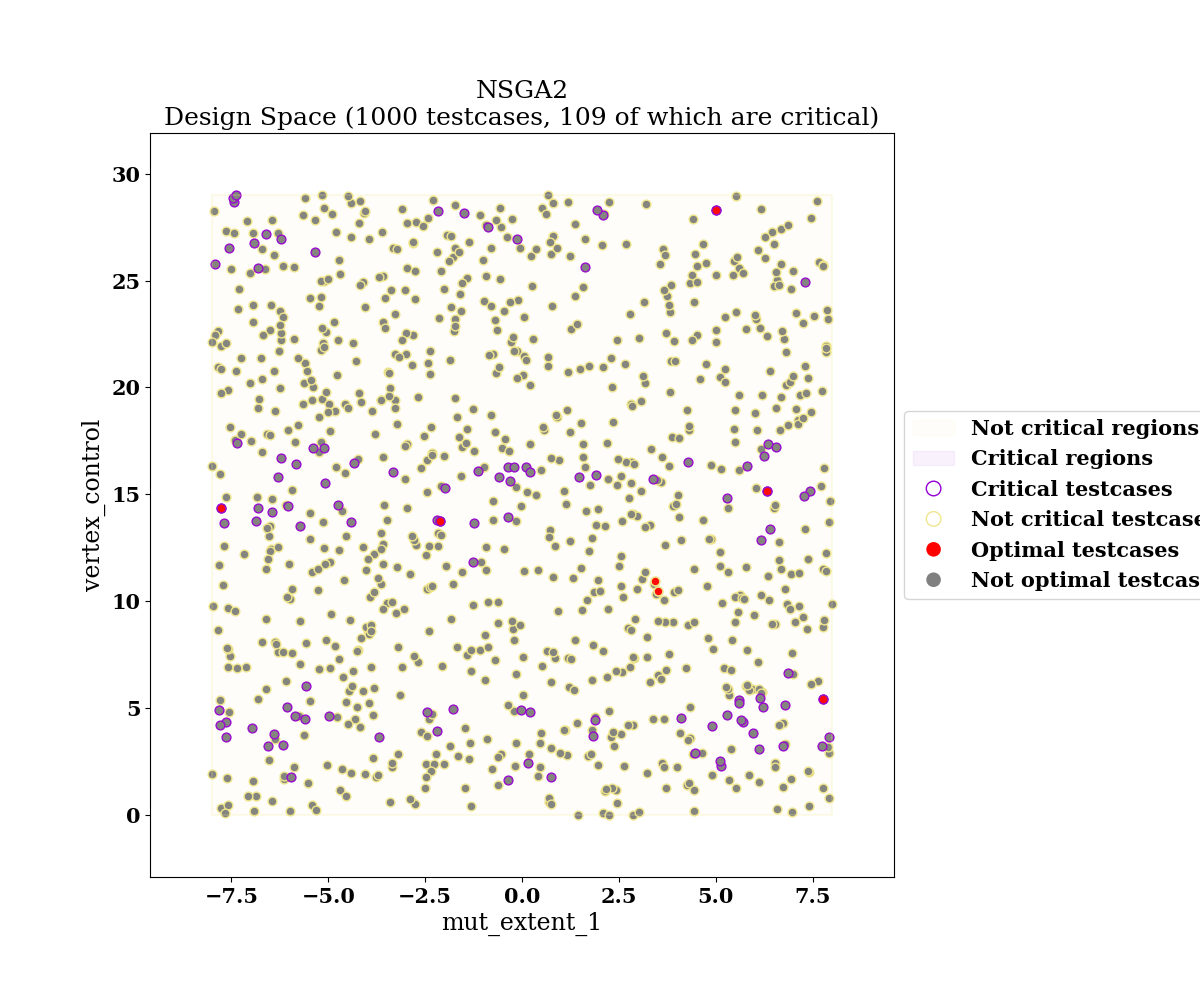 NSGA2
Design Space (1000 testcases, 109 of which are critical)
30
25
20
15
10
5
0
vertex_control
−7.5 −5.0 −2.5 0.0 2.5 5.0 7.5
mut_extent_1
Not critical regions
Critical regions
Critical testcases
Not critical testcase
Optimal testcases
Not optimal testcas